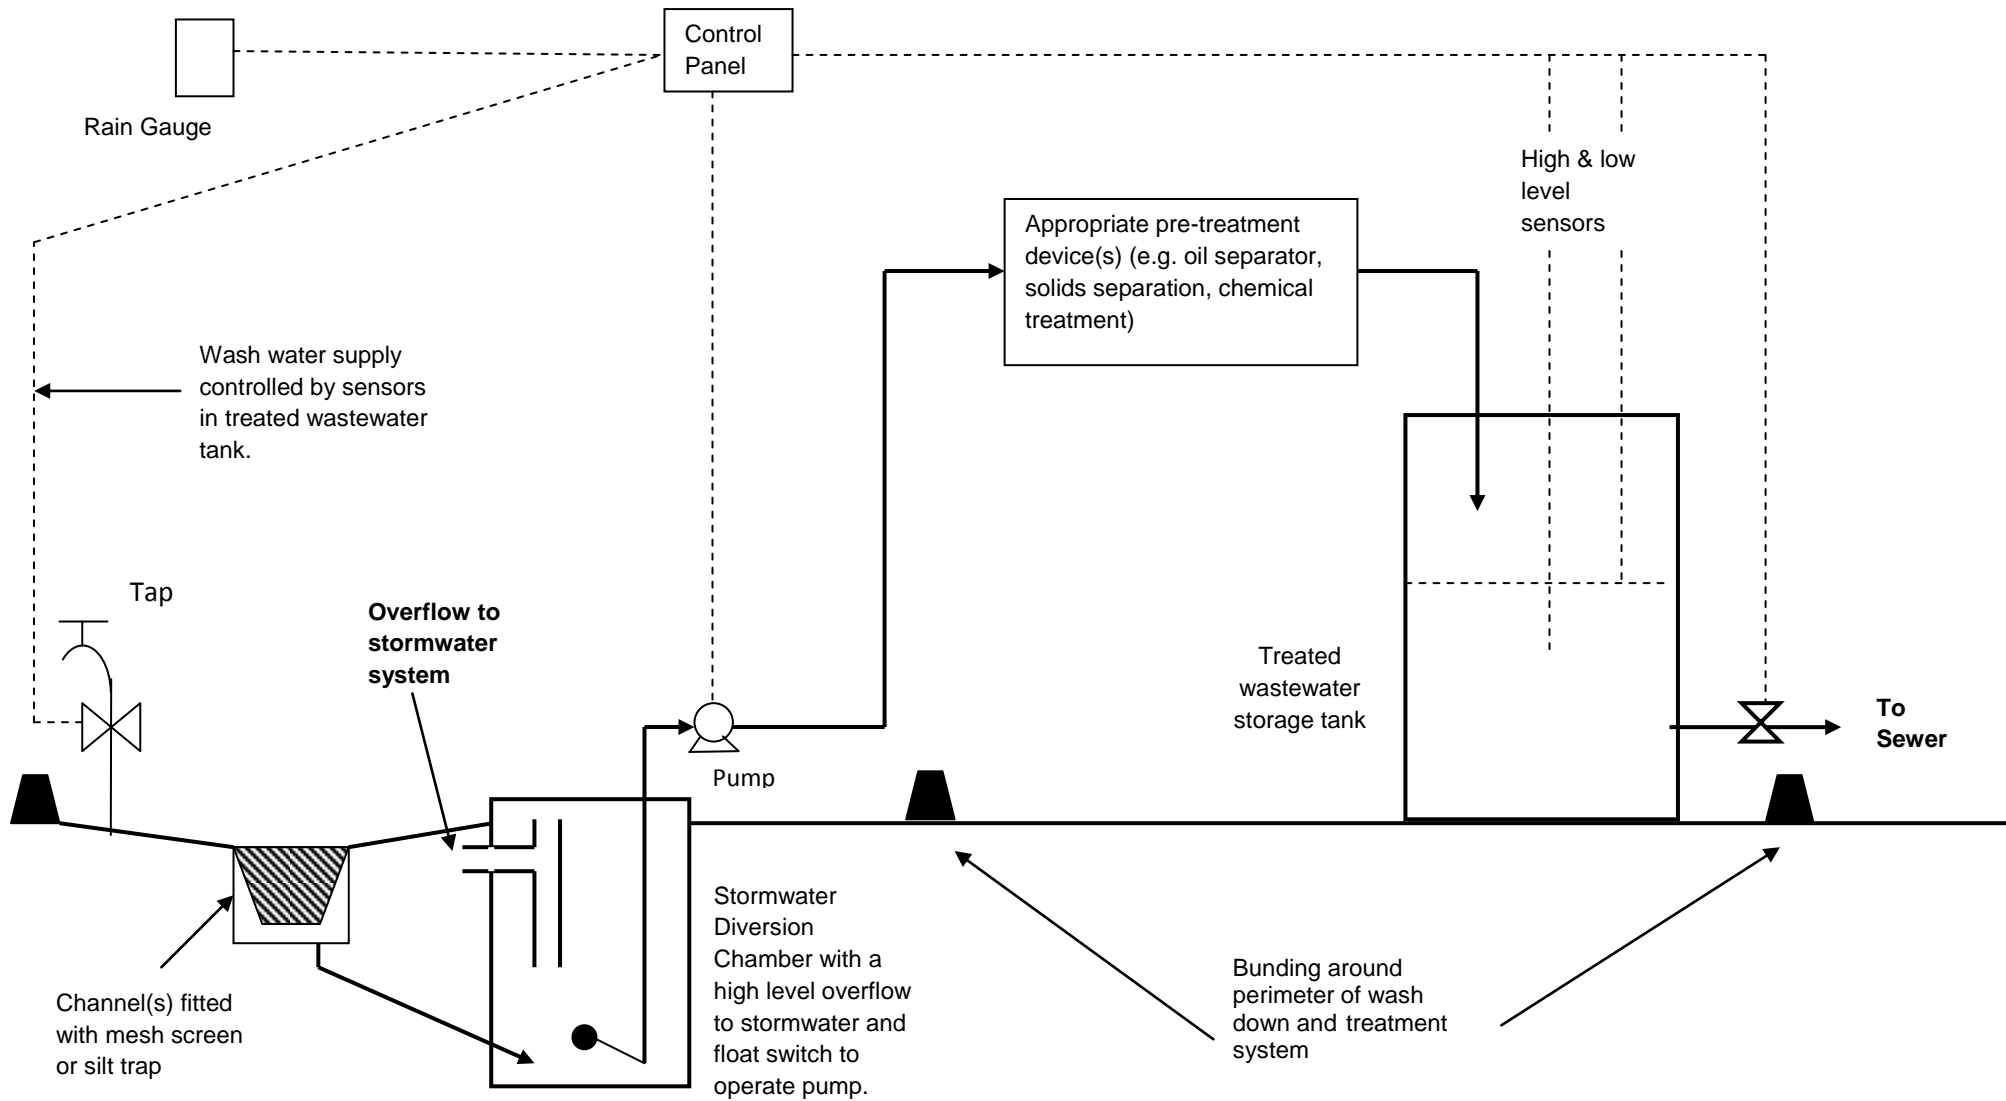 Control
Panel
Rain Gauge
High & low
level
sensors
Appropriate pre-treatment
device(s) (e.g. oil separator,
solids separation, chemical
treatment)
Wash water supply
controlled by sensors
in treated wastewater
tank.
Tap
Overflow to
stormwater
system
Treated
wastewater
storage tank
To
Sewer
Pump
Stormwater
Diversion
Chamber with a
high level overflow
to stormwater and
float switch to
operate pump.
Channel(s) fitted
with mesh screen
or silt trap
Bunding around
perimeter of wash
down and treatment
system